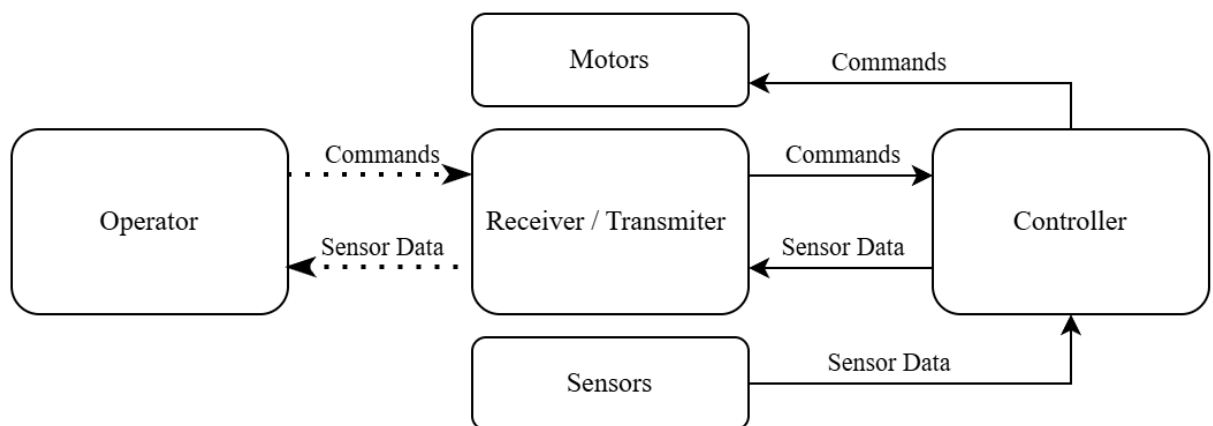 Motors
Commands
Operator
Commands
Sensor Data
Receiver / Transmiter
Commands
Sensor Data
Controller
Sensors
Sensor Data